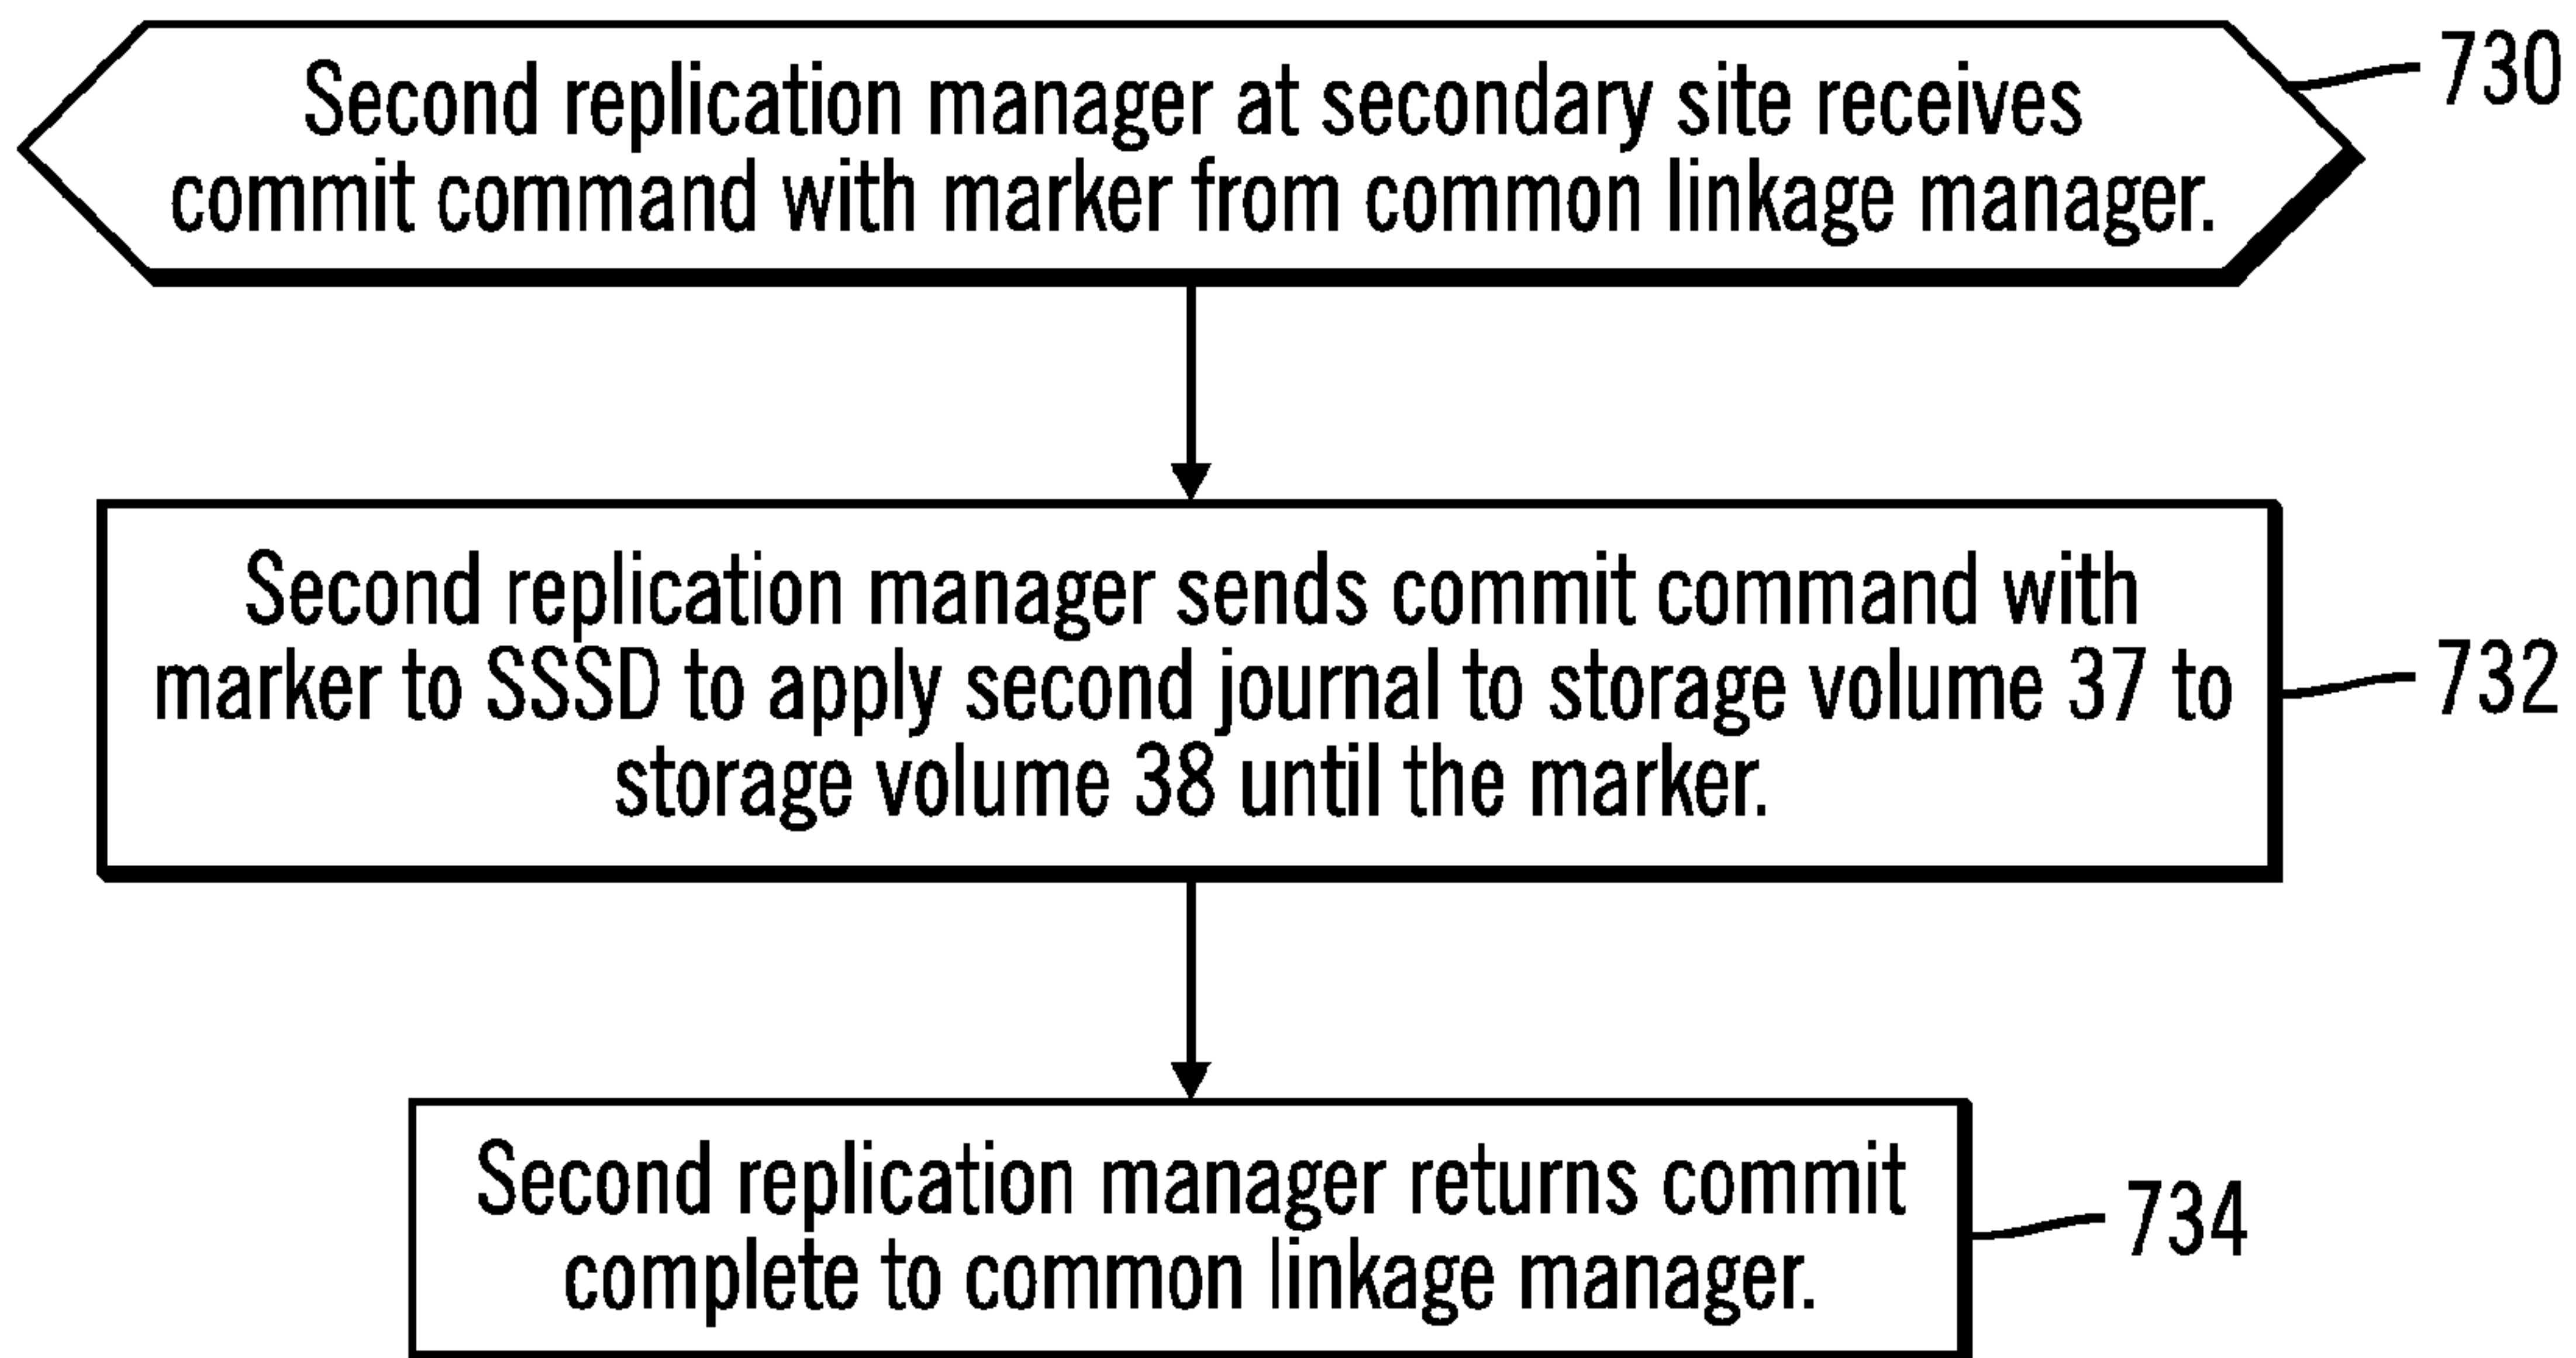 Second replication manager at secondary site receives
commit command with marker from common linkage manager.
730
Second replication manager sends commit command with
marker to SSSD to apply second journal to storage volume 37 to
storage volume 38 until the marker.
732
Second replication manager returns commit
complete to common linkage manager.
734